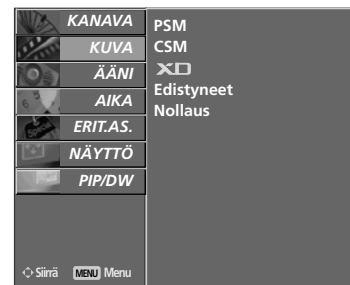 KANAVA
KUVA
ÄÄNI
AIKA
ERIT.AS.
NÄYTTÖ
PIP/DW
Siirrä MENU Menu
PSM
CSM
XD
Edistyneet
Nollaus